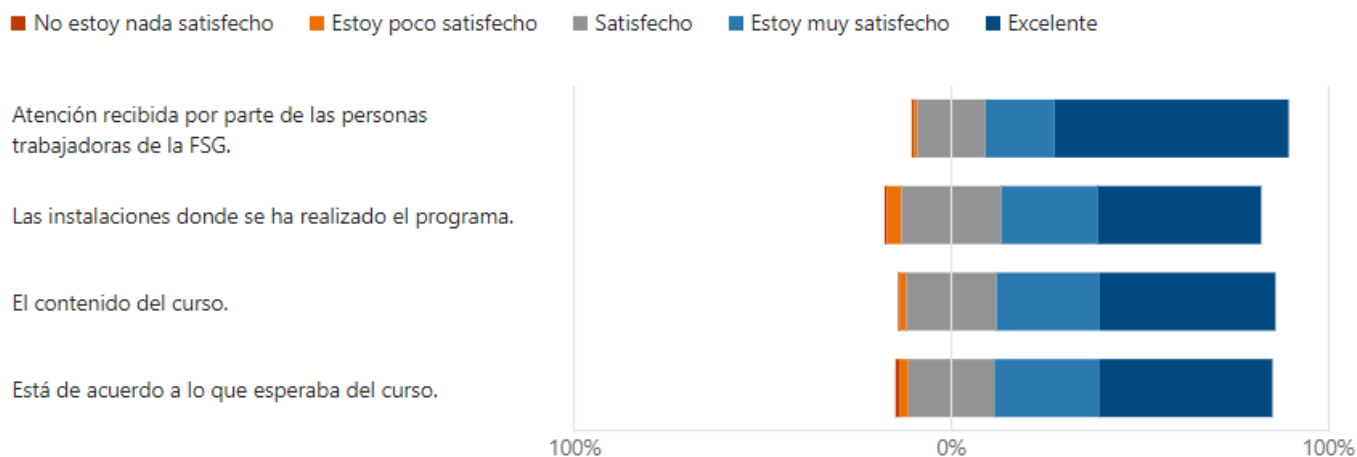 No estoy nada satisfecho Estoy poco satisfecho Satisfecho Estoy muy satisfecho Excelente
Atención recibida por parte de las personas
trabajadoras de la FSG.
Las instalaciones donde se ha realizado el programa.
El contenido del curso.
Está de acuerdo a lo que esperaba del curso.
100% 0% 100%